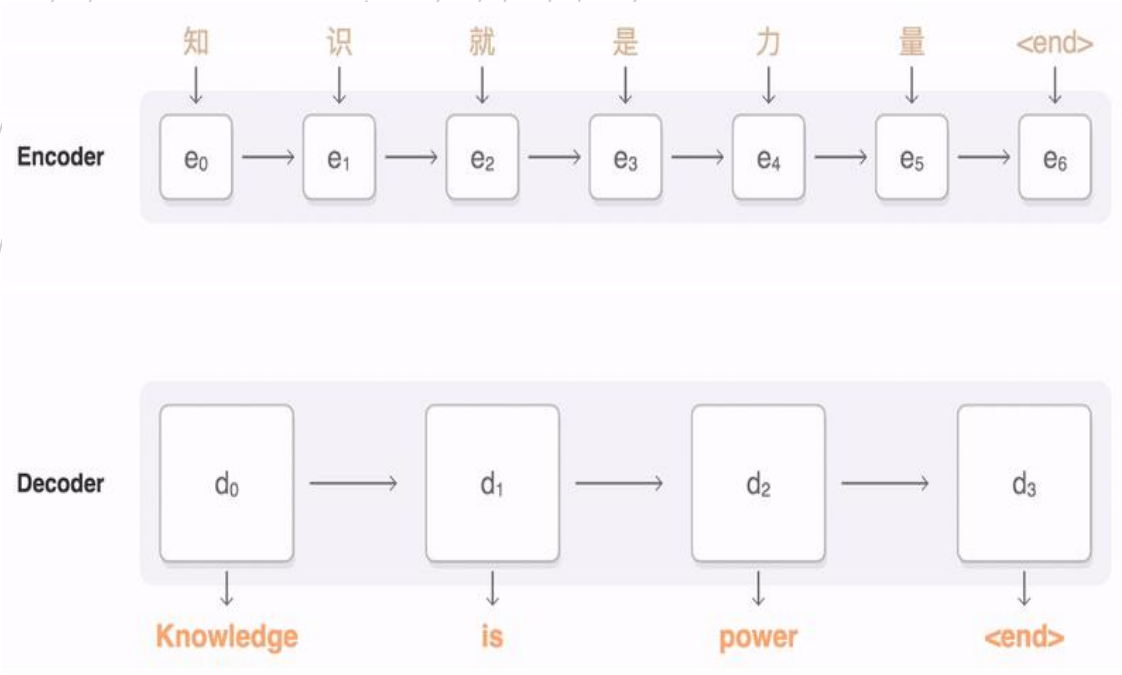 知 识 就 是 力 量 <end>
Encoder e₀ e₁ e₂ e₃ e₄ e₅ e₆
Decoder d₀ d₁ d₂ d₃
Knowledge is power <end>